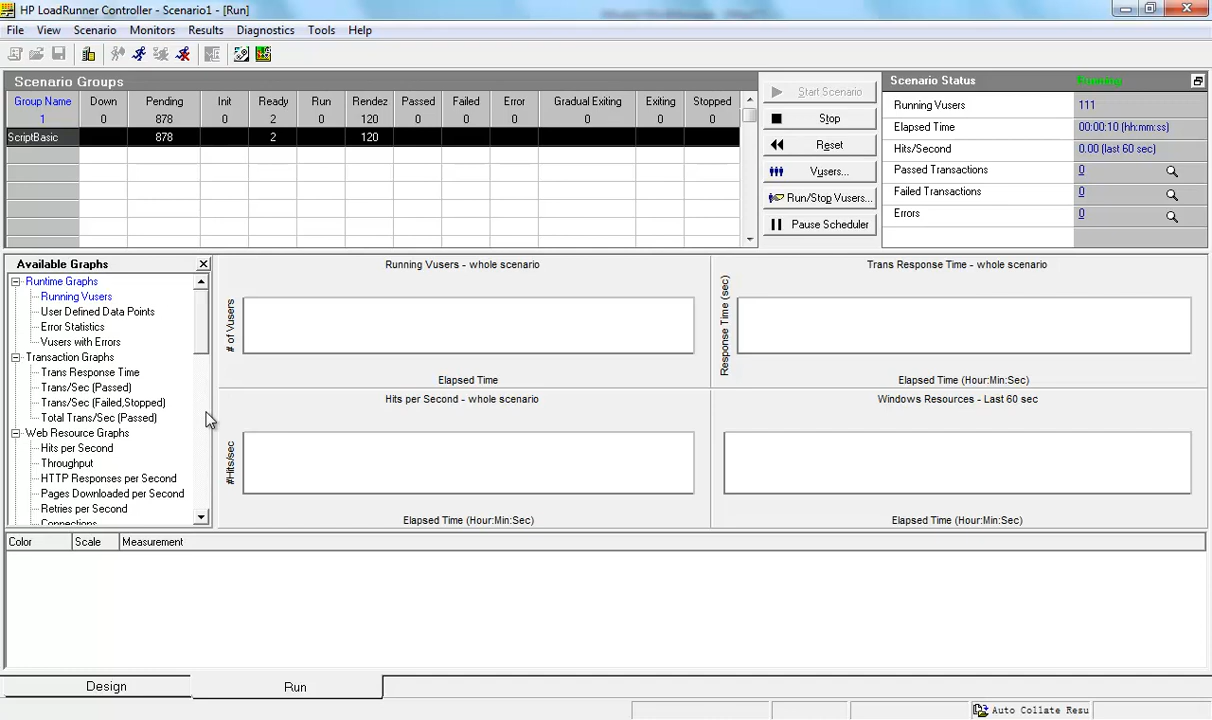 HP LoadRunner Controller - Scenario1 - [Run]
File View Scenario Monitors Results Diagnostics Tools Help
Scenario Groups
Group Name Down Pending Init Ready Run Rendez Passed Failed Error Gradual Exiting Exiting Stopped
1 0 878 0 2 0 120 0 0 0 0 0 0
ScriptBasic 878 2 120
Start Scenario
Stop
Reset
Vusers...
Run/Stop Vusers...
Pause Scheduler
Scenario Status Running
Running Vusers 111
Elapsed Time 00:00:10 (hh:mm:ss)
Hits/Second 0.00 (last 60 sec)
Passed Transactions 0
Failed Transactions 0
Errors 0
Available Graphs
Runtime Graphs
Running Vusers
User Defined Data Points
Error Statistics
Vusers with Errors
Transaction Graphs
Trans Response Time
Trans/Sec (Passed)
Trans/Sec (Failed,Stopped)
Total Trans/Sec (Passed)
Web Resource Graphs
Hits per Second
Throughput
HTTP Responses per Second
Pages Downloaded per Second
Retries per Second
Connections
Running Vusers - whole scenario
# of Vusers
Elapsed Time
Trans Response Time - whole scenario
Response Time (sec)
Elapsed Time (Hour:Min:Sec)
Hits per Second - whole scenario
#Hits/sec
Elapsed Time (Hour:Min:Sec)
Windows Resources - Last 60 sec
Elapsed Time (Hour:Min:Sec)
Color Scale Measurement
Design Run
Auto Collate Resu